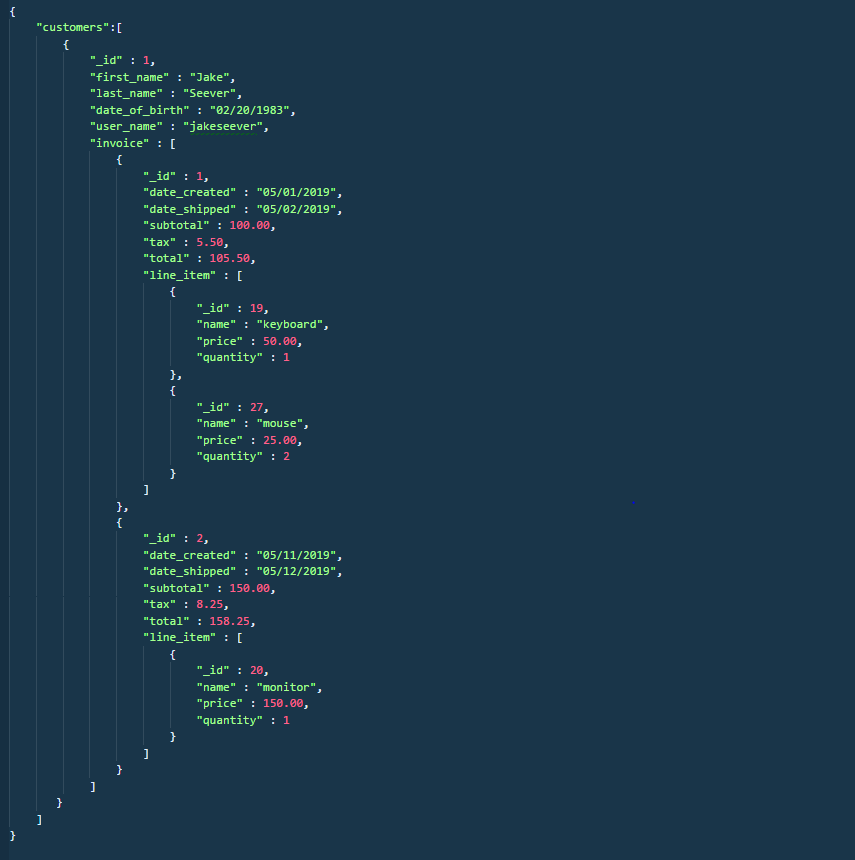 {
    "customers":[
        {
            "_id" : 1,
            "first_name" : "Jake",
            "last_name" : "Seever",
            "date_of_birth" : "02/20/1983",
            "user_name" : "jakeseever",
            "invoice" : [
                {
                    "_id" : 1,
                    "date_created" : "05/01/2019",
                    "date_shipped" : "05/02/2019",
                    "subtotal" : 100.00,
                    "tax" : 5.50,
                    "total" : 105.50,
                    "line_item" : [
                        {
                            "_id" : 19,
                            "name" : "keyboard",
                            "price" : 50.00,
                            "quantity" : 1
                        },
                        {
                            "_id" : 27,
                            "name" : "mouse",
                            "price" : 25.00,
                            "quantity" : 2
                        }
                    ]
                },
                {
                    "_id" : 2,
                    "date_created" : "05/11/2019",
                    "date_shipped" : "05/12/2019",
                    "subtotal" : 150.00,
                    "tax" : 8.25,
                    "total" : 158.25,
                    "line_item" : [
                        {
                            "_id" : 20,
                            "name" : "monitor",
                            "price" : 150.00,
                            "quantity" : 1
                        }
                    ]
                }
            ]
       }
    ]
}